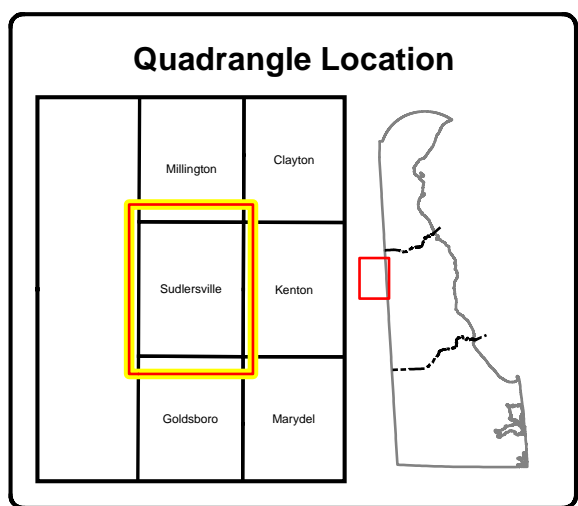 Quadrangle Location
Millington
Clayton
Sudlersville
Kenton
Goldsboro
Marydel